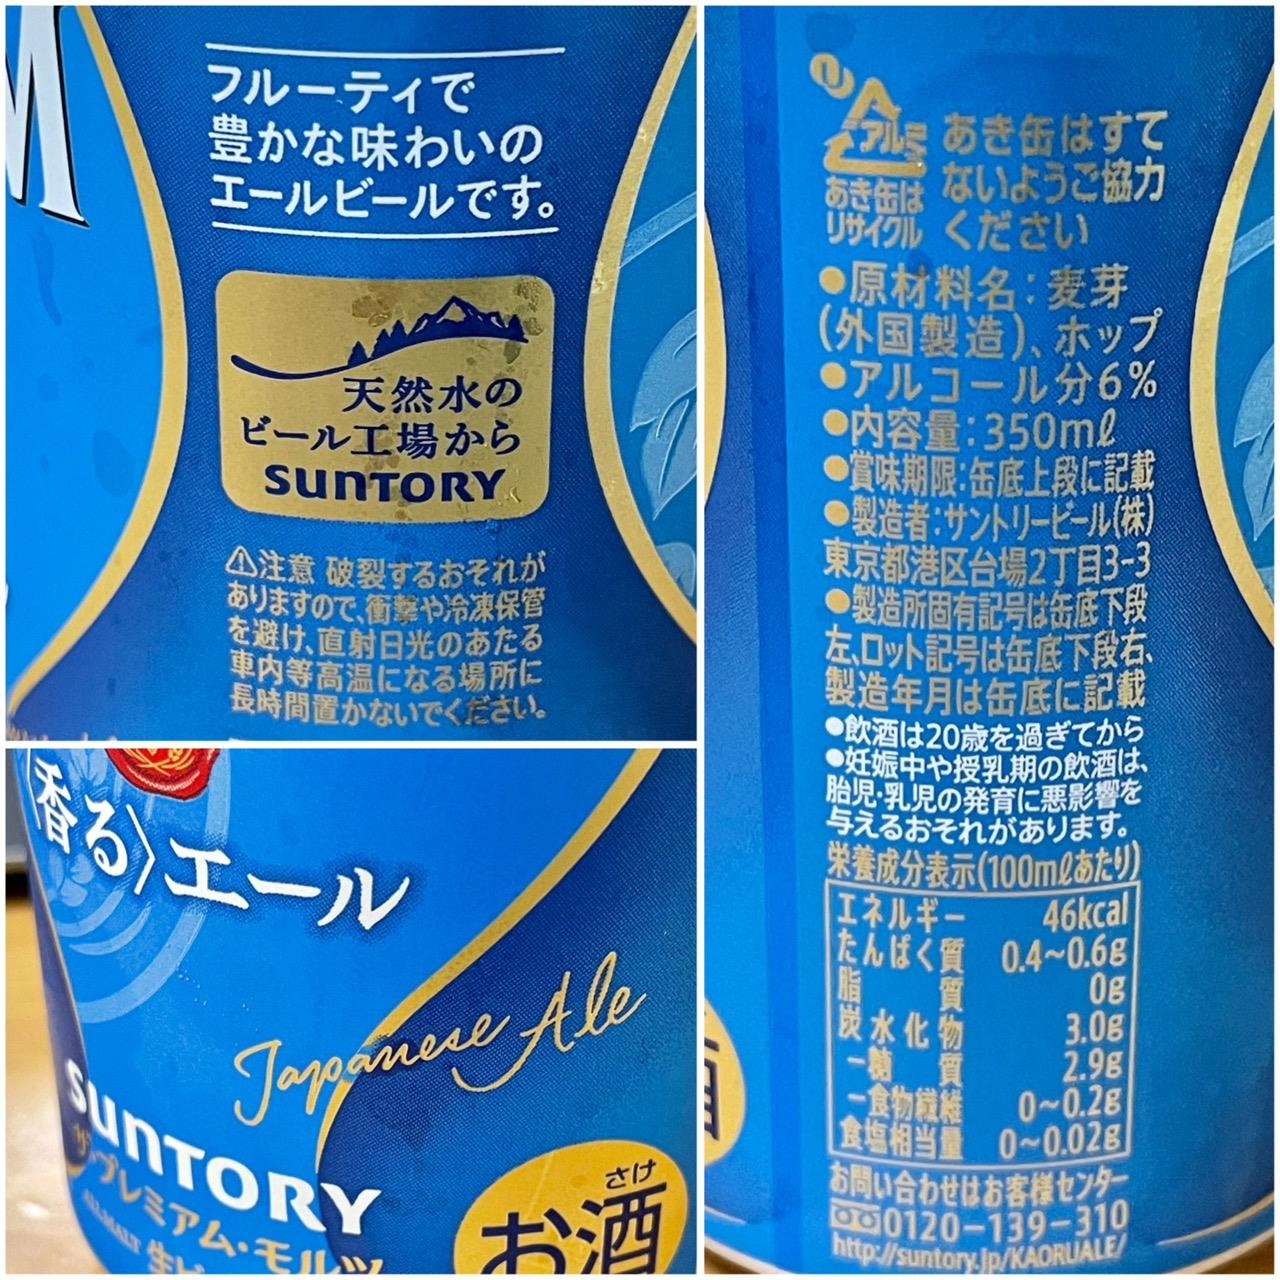 M
フルーティで
豊かな味わいの
エールビールです。
天然水の
ビール工場から
SUNTORY
⚠注意 破裂するおそれが
ありますので、衝撃や冷凍保管
を避け、直射日光のあたる
車内等高温になる場所に
長時間置かないでください。
〈香る〉エール
Japanese Ale
SUNTORY
ザ・プレミアム・モルツ
ALL MALT 生ビ
さけ
お酒
アルミ
あき缶は
リサイクル
あき缶はすて
ないようご協力
ください
●原材料名:麦芽
(外国製造)、ホップ
●アルコール分6%
●内容量:350mℓ
●賞味期限:缶底上段に記載
●製造者:サントリービール(株)
東京都港区台場2丁目3-3
●製造所固有記号は缶底下段
左、ロット記号は缶底下段右、
製造年月は缶底に記載
●飲酒は20歳を過ぎてから
●妊娠中や授乳期の飲酒は、
胎児・乳児の発育に悪影響を
与えるおそれがあります。
栄養成分表示(100mℓあたり)
エネルギー 46kcal
たんぱく質 0.4~0.6g
脂質 0g
炭水化物 3.0g
-糖質 2.9g
-食物繊維 0~0.2g
食塩相当量 0~0.02g
お問い合わせはお客様センター
0120-139-310
http://suntory.jp/KAORUALE/
酒